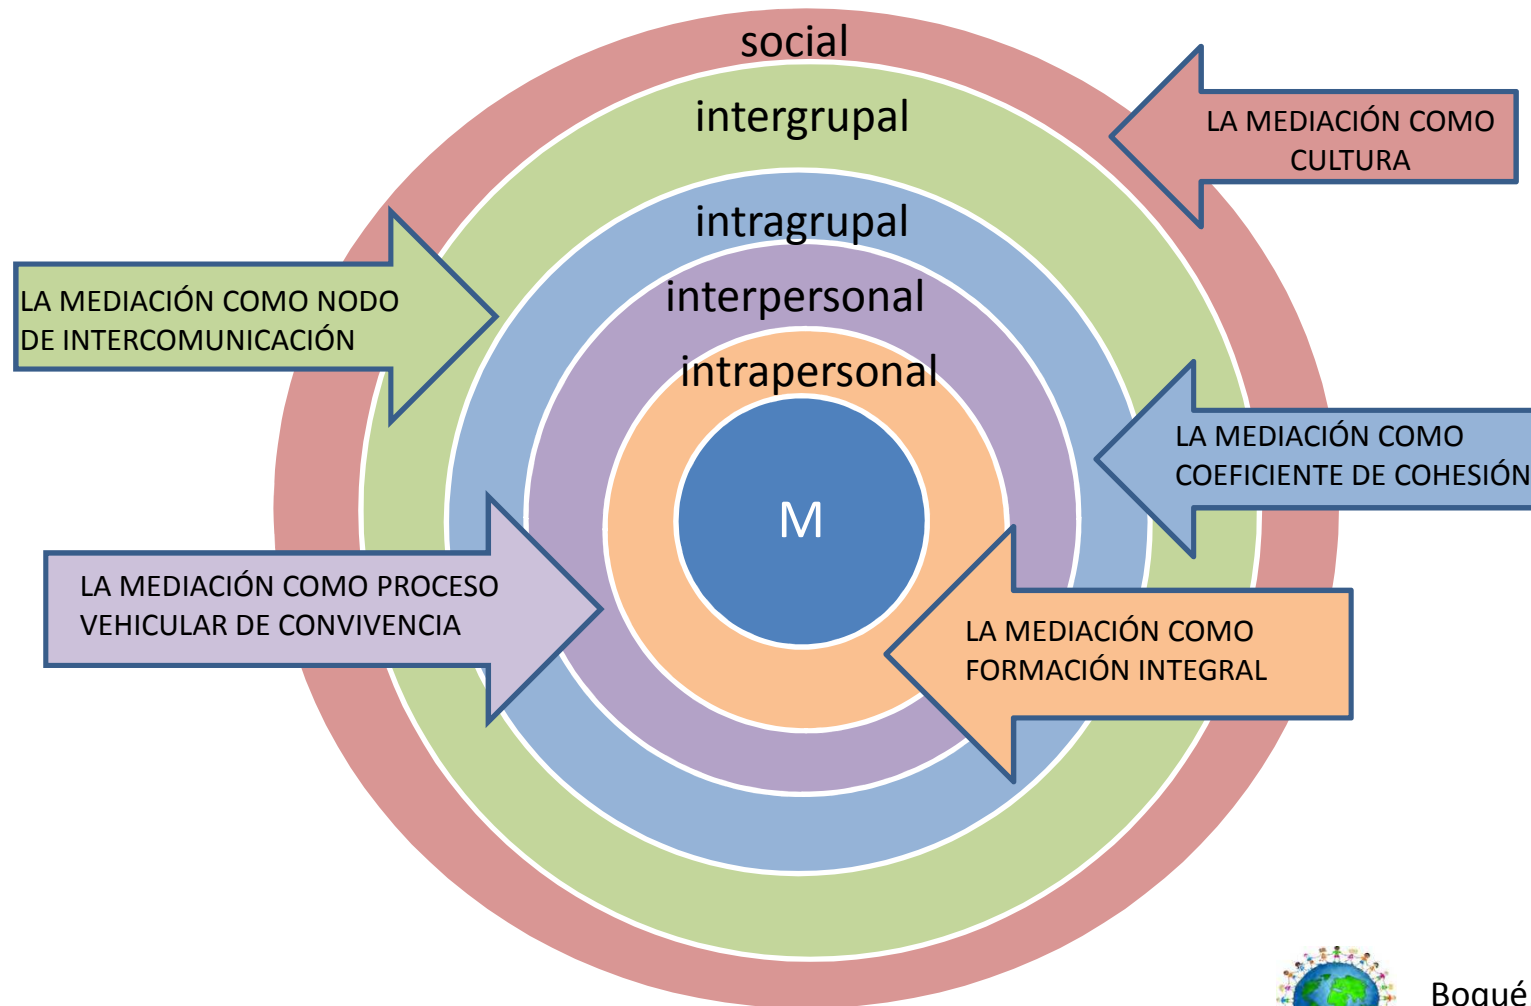 social
intergrupal
intragrupal
interpersonal
intrapersonal
M
LA MEDIACIÓN COMO
CULTURA
LA MEDIACIÓN COMO NODO
DE INTERCOMUNICACIÓN
LA MEDIACIÓN COMO
COEFICIENTE DE COHESIÓN
LA MEDIACIÓN COMO PROCESO
VEHICULAR DE CONVIVENCIA
LA MEDIACIÓN COMO
FORMACIÓN INTEGRAL
Boqué